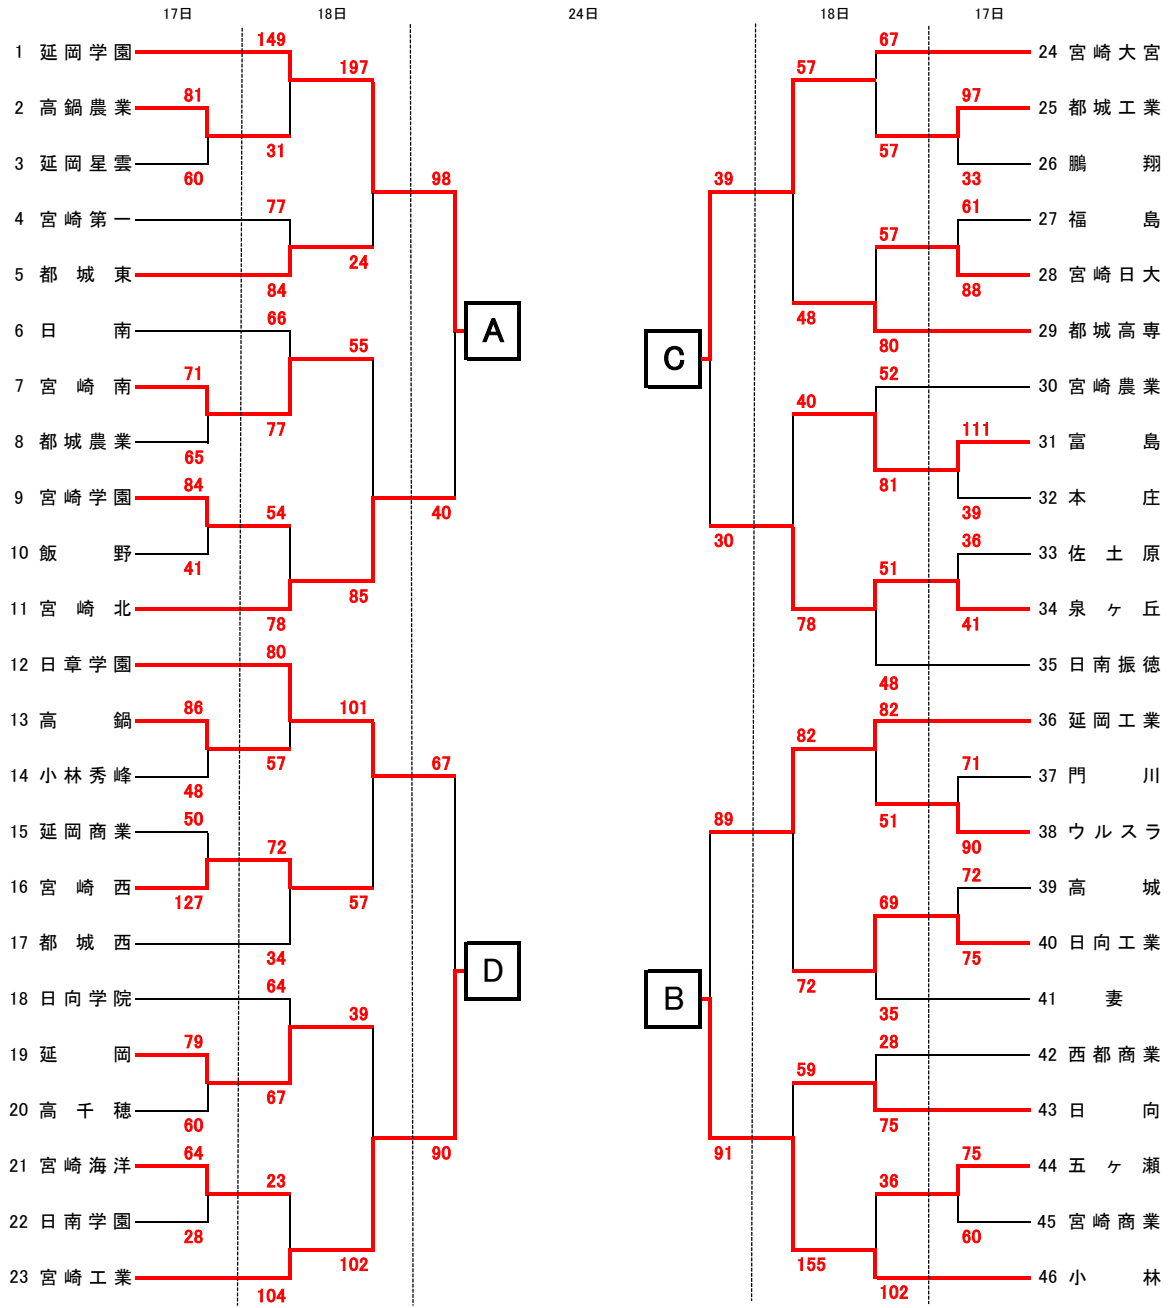 17日 18日 24日 18日 17日
1 延岡学園
2 高鍋農業
3 延岡星雲
4 宮崎第一
5 都城東
6 日南
7 宮崎南
8 都城農業
9 宮崎学園
10 飯野
11 宮崎北
12 日章学園
13 高鍋
14 小林秀峰
15 延岡商業
16 宮崎西
17 都城西
18 日向学院
19 延岡
20 高千穂
21 宮崎海洋
22 日南学園
23 宮崎工業
81
60
71
65
84
41
86
48
50
127
79
60
64
28
149
31
77
84
66
77
54
78
80
57
72
34
64
67
23
104
197
24
55
85
101
57
39
102
98
40
67
90
A
D
C
B
39
30
89
91
57
48
40
78
82
72
59
155
67
57
57
80
52
81
51
48
82
51
69
35
28
75
36
102
97
33
61
88
111
39
36
41
71
90
72
75
75
60
24 宮崎大宮
25 都城工業
26 鵬翔
27 福島
28 宮崎日大
29 都城高専
30 宮崎農業
31 富島
32 本庄
33 佐土原
34 泉ヶ丘
35 日南振徳
36 延岡工業
37 門川
38 ウルスラ
39 高城
40 日向工業
41 妻
42 西都商業
43 日向
44 五ヶ瀬
45 宮崎商業
46 小林